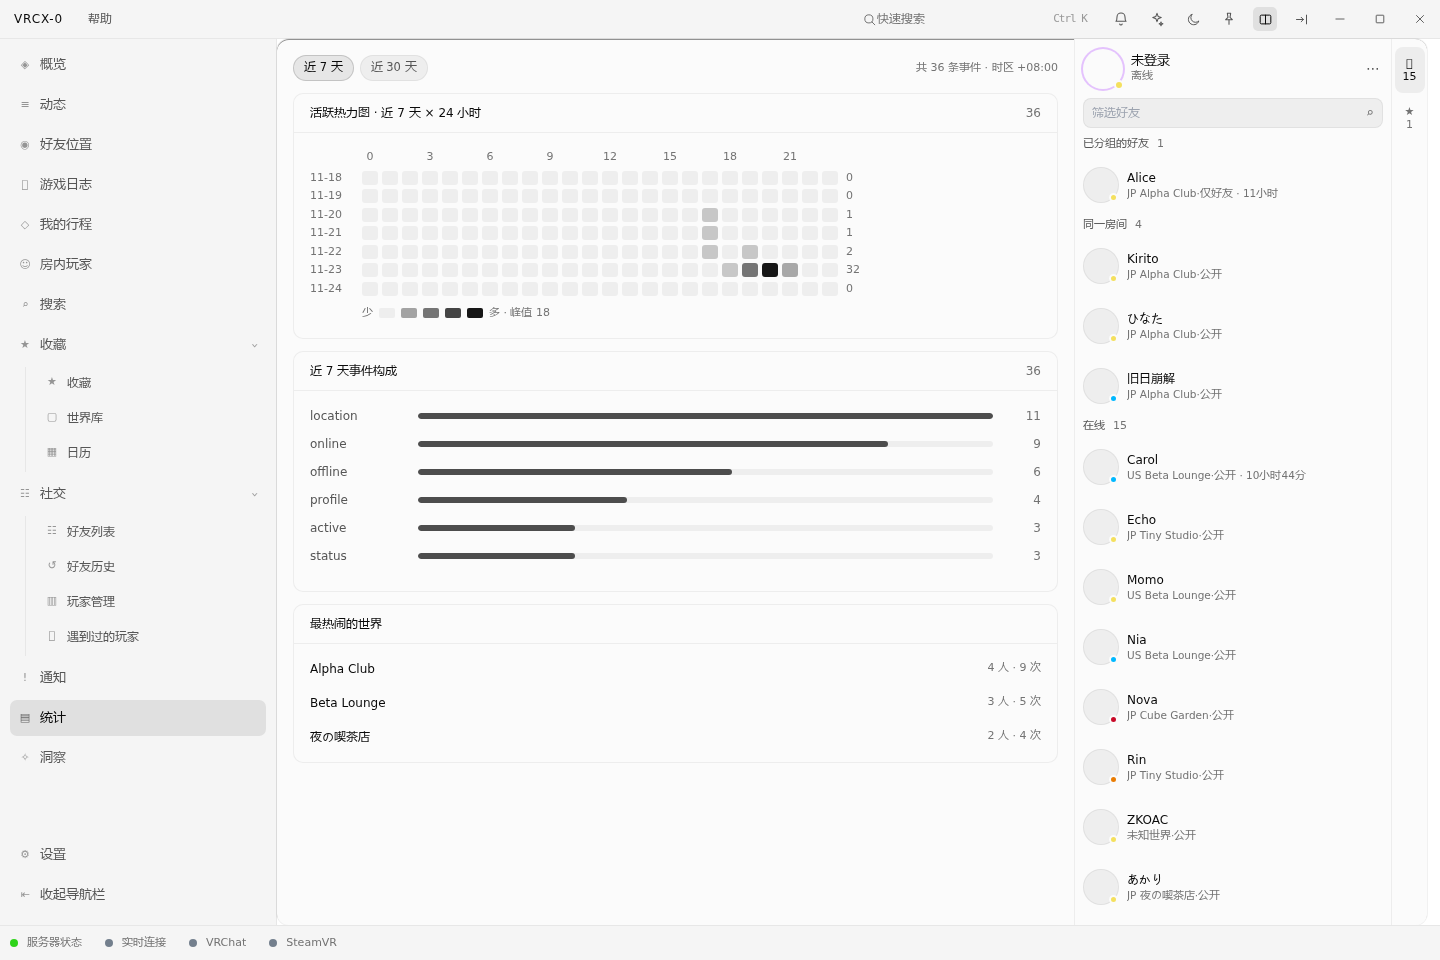 VRCX-0
帮助
快速搜索
Ctrl K
概览
动态
好友位置
游戏日志
我的行程
房内玩家
搜索
收藏
收藏
世界库
日历
社交
好友列表
好友历史
玩家管理
遇到过的玩家
通知
统计
洞察
设置
收起导航栏
近 7 天
近 30 天
共 36 条事件 · 时区 +08:00
活跃热力图 · 近 7 天 × 24 小时
36
0 3 6 9 12 15 18 21
11-18 0
11-19 0
11-20 1
11-21 1
11-22 2
11-23 32
11-24 0
少 多 · 峰值 18
近 7 天事件构成
36
location 11
online 9
offline 6
profile 4
active 3
status 3
最热闹的世界
Alpha Club 4 人 · 9 次
Beta Lounge 3 人 · 5 次
夜の喫茶店 2 人 · 4 次
未登录
离线
筛选好友
已分组的好友 1
Alice
JP Alpha Club·仅好友 · 11小时
同一房间 4
Kirito
JP Alpha Club·公开
ひなた
JP Alpha Club·公开
旧日崩解
JP Alpha Club·公开
在线 15
Carol
US Beta Lounge·公开 · 10小时44分
Echo
JP Tiny Studio·公开
Momo
US Beta Lounge·公开
Nia
US Beta Lounge·公开
Nova
JP Cube Garden·公开
Rin
JP Tiny Studio·公开
ZKOAC
未知世界·公开
あかり
JP 夜の喫茶店·公开
15
★
1
服务器状态
实时连接
VRChat
SteamVR